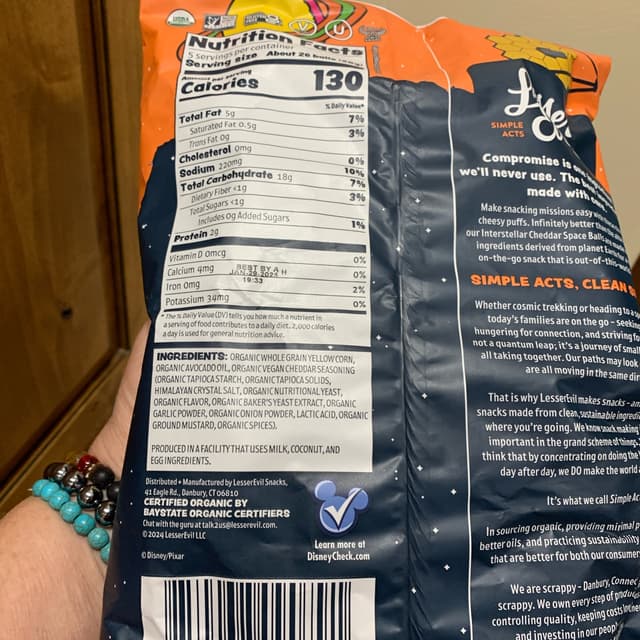 Nutrition Facts
5 servings per container
Serving size About 26 balls
Amount per serving
Calories 130
% Daily Value*
Total Fat 5g 7%
Saturated Fat 0.5g 3%
Trans Fat 0g
Cholesterol 0mg 0%
Sodium 220mg 10%
Total Carbohydrate 18g 7%
Dietary Fiber <1g 3%
Total Sugars <1g
Includes 0g Added Sugars 1%
Protein 2g
Vitamin D 0mcg 0%
Calcium 4mg 0%
Iron 0mg 2%
Potassium 34mg 0%
BEST BY A H
19:33
*The % Daily Value (DV) tells you how much a nutrient in
a serving of food contributes to a daily diet. 2,000 calories
a day is used for general nutrition advice.
INGREDIENTS: ORGANIC WHOLE GRAIN YELLOW CORN,
ORGANIC AVOCADO OIL, ORGANIC VEGAN CHEDDAR SEASONING
(ORGANIC TAPIOCA STARCH, ORGANIC TAPIOCA SOLIDS,
HIMALAYAN CRYSTAL SALT, ORGANIC NUTRITIONAL YEAST,
ORGANIC FLAVOR, ORGANIC BAKER'S YEAST EXTRACT, ORGANIC
GARLIC POWDER, ORGANIC ONION POWDER, LACTIC ACID, ORGANIC
GROUND MUSTARD, ORGANIC SPICES).
PRODUCED IN A FACILITY THAT USES MILK, COCONUT, AND
EGG INGREDIENTS.
Distributed + Manufactured by LesserEvil Snacks,
41 Eagle Rd., Danbury, CT 06810
CERTIFIED ORGANIC BY
BAYSTATE ORGANIC CERTIFIERS
Chat with the guru at talk2us@lesserevil.com.
©2024 LesserEvil LLC
©Disney/Pixar
Learn more at
DisneyCheck.com
SIMPLE
ACTS
Compromise is
we'll never use. The
made with
Make snacking missions easy
cheesy puffs. Infinitely better
our Interstellar Cheddar Space Balls
ingredients derived from planet
on-the-go snack that is out-of-this-
SIMPLE ACTS, CLEAN
Whether cosmic trekking or heading to a
today's families are on the go – seek
hungering for connection, and striving for
not a quantum leap; it's a journey of small
all taking together. Our paths may look
are all moving in the same dir
That is why LesserEvil makes snacks – an
snacks made from clean, sustainable ingredi
where you're going. We know snack making
important in the grand scheme of things.
think that by concentrating on doing the
day after day, we DO make the world
It's what we call Simple Ac
In sourcing organic, providing minimal p
better oils, and practicing sustainability
that are better for both our consumer
We are scrappy – Danbury, Connec
scrappy. We own every step of produ
controlling quality, keeping costs
and investing in our peop